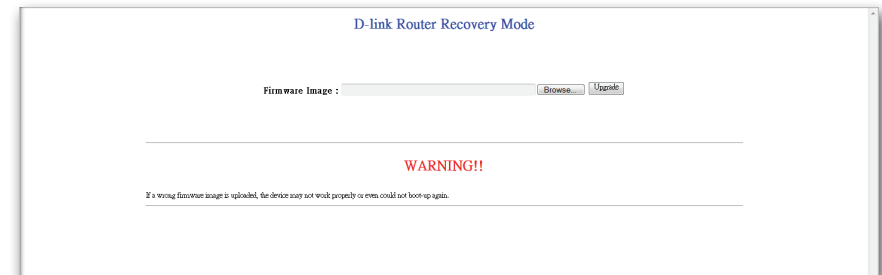 D-link Router Recovery Mode
Firmware Image : Browse... Upgrade
WARNING!!
If a wrong firmware image is uploaded, the device may not work properly or even could not boot-up again.